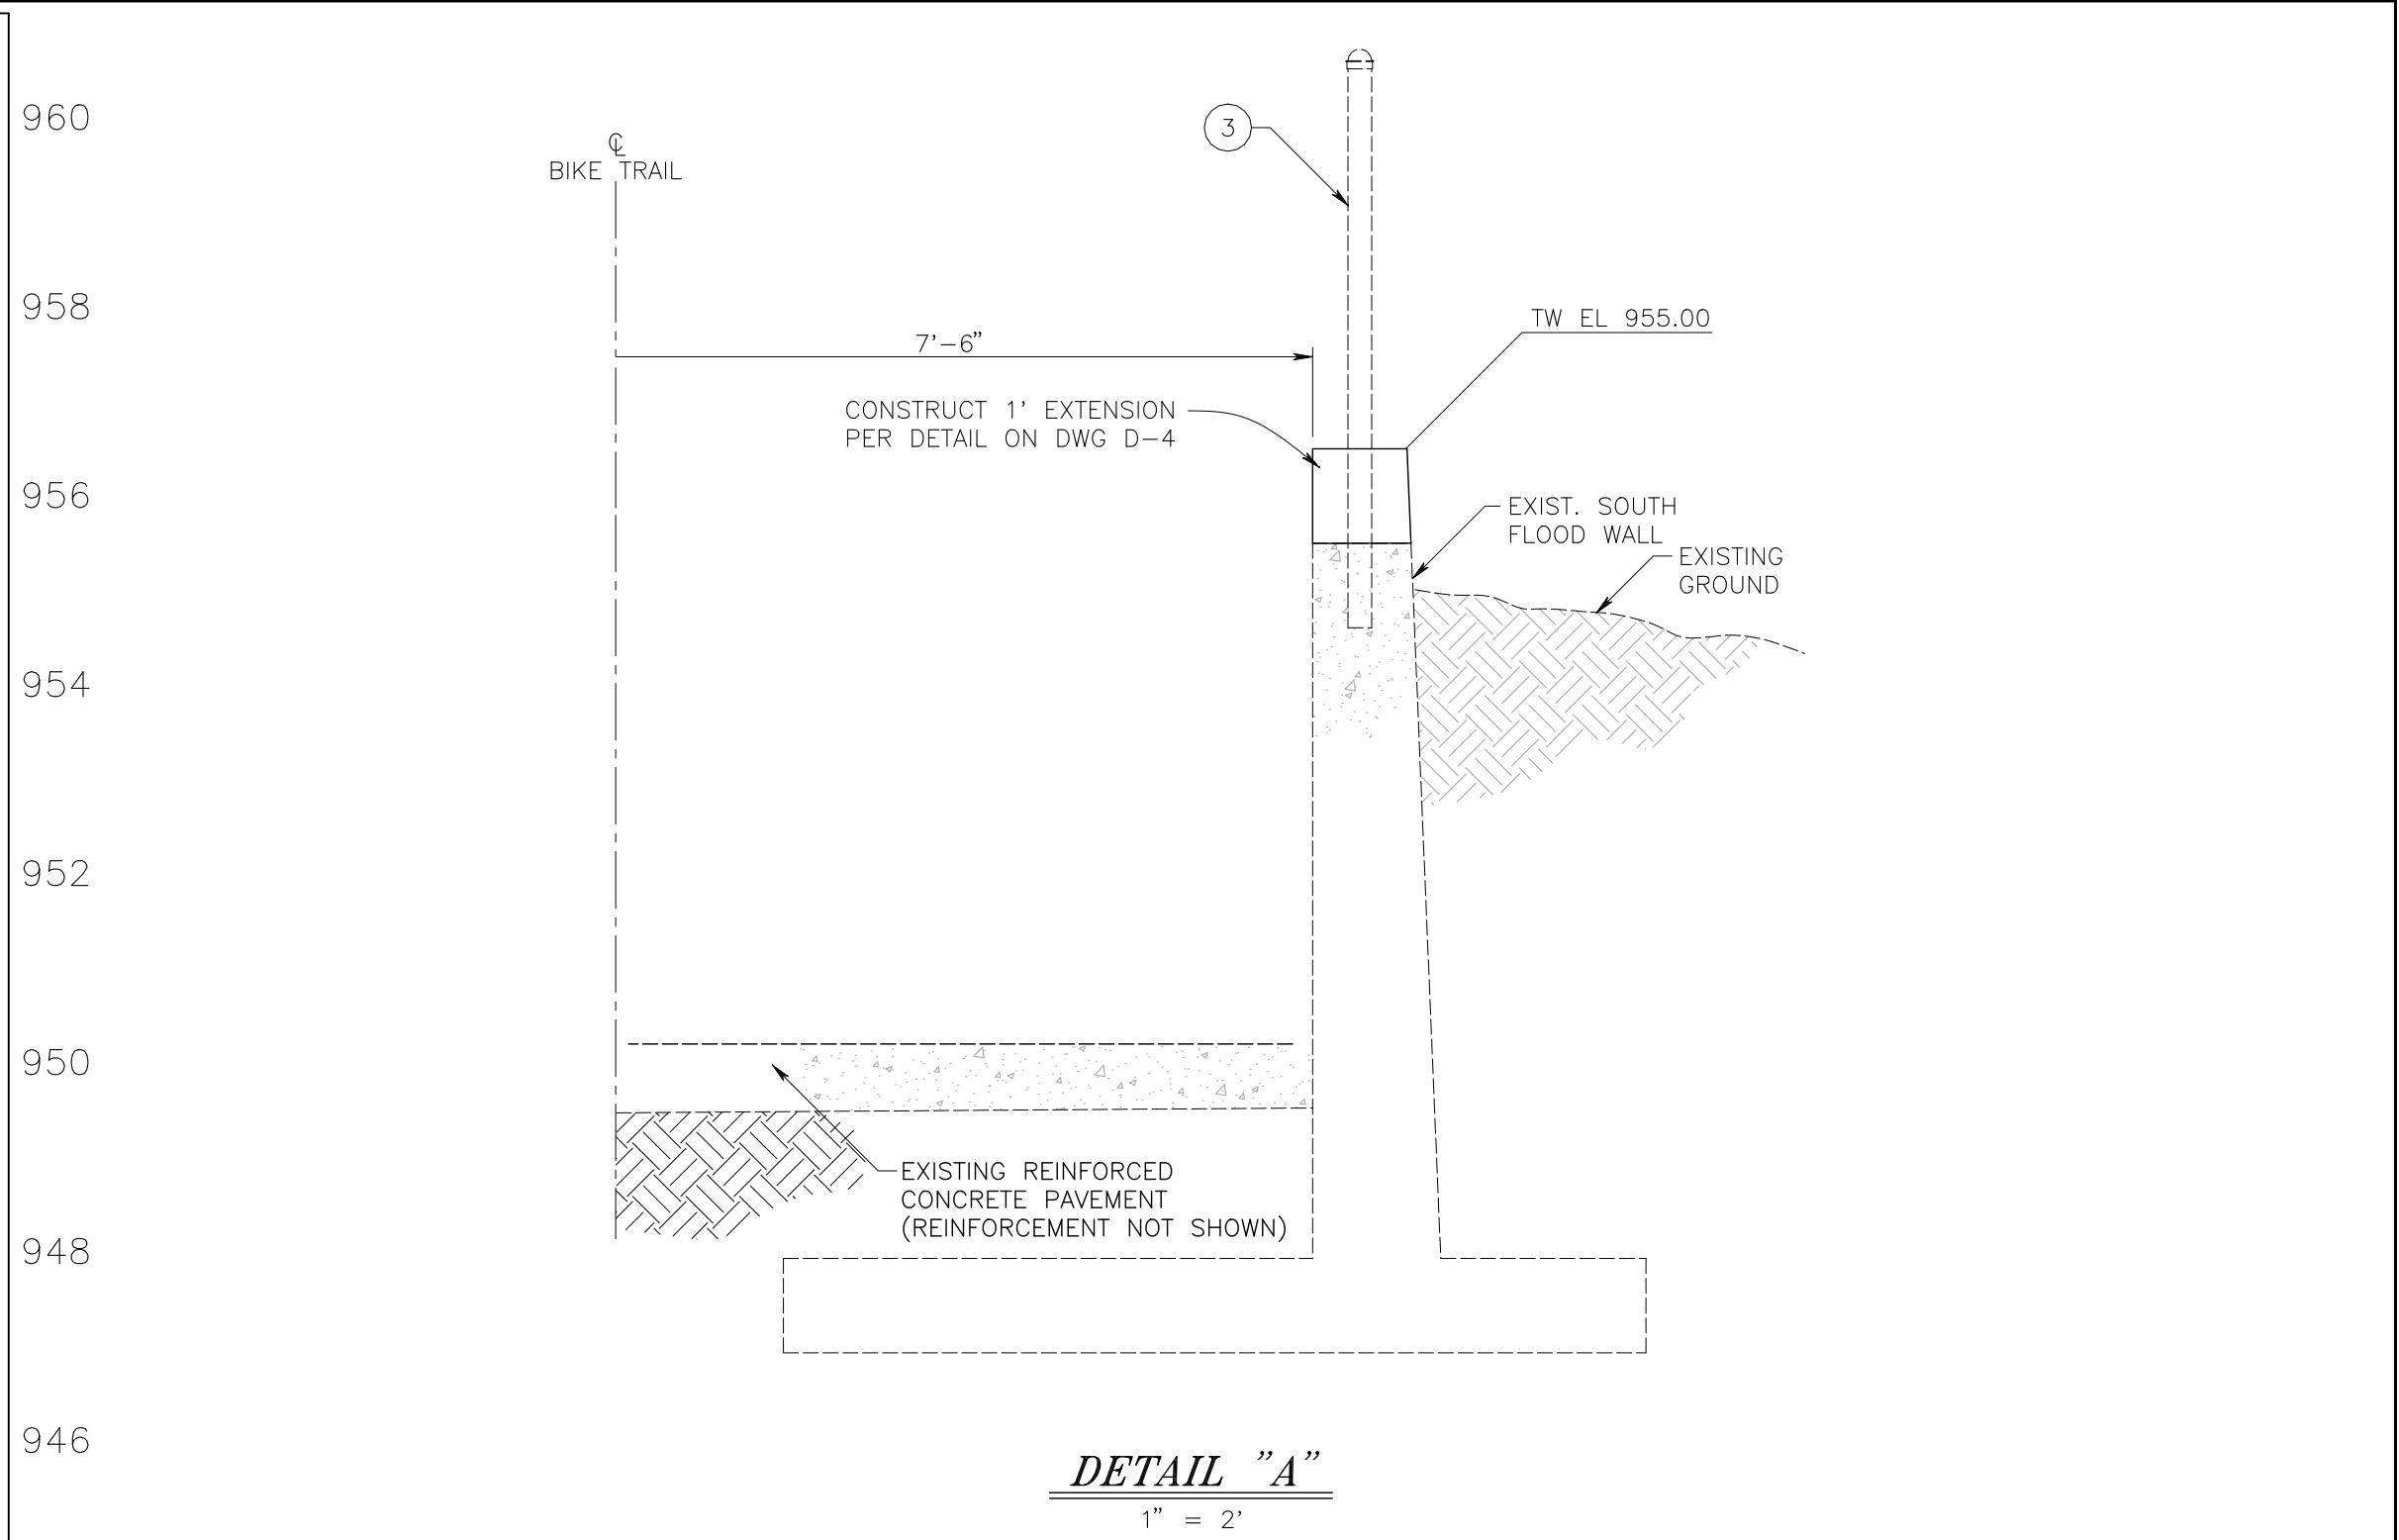 960
℄
BIKE TRAIL
3
958
TW EL 955.00
7'-6"
CONSTRUCT 1' EXTENSION
PER DETAIL ON DWG D-4
956
EXIST. SOUTH
FLOOD WALL
EXISTING
GROUND
954
952
950
EXISTING REINFORCED
CONCRETE PAVEMENT
(REINFORCEMENT NOT SHOWN)
948
946
DETAIL "A"
1" = 2'